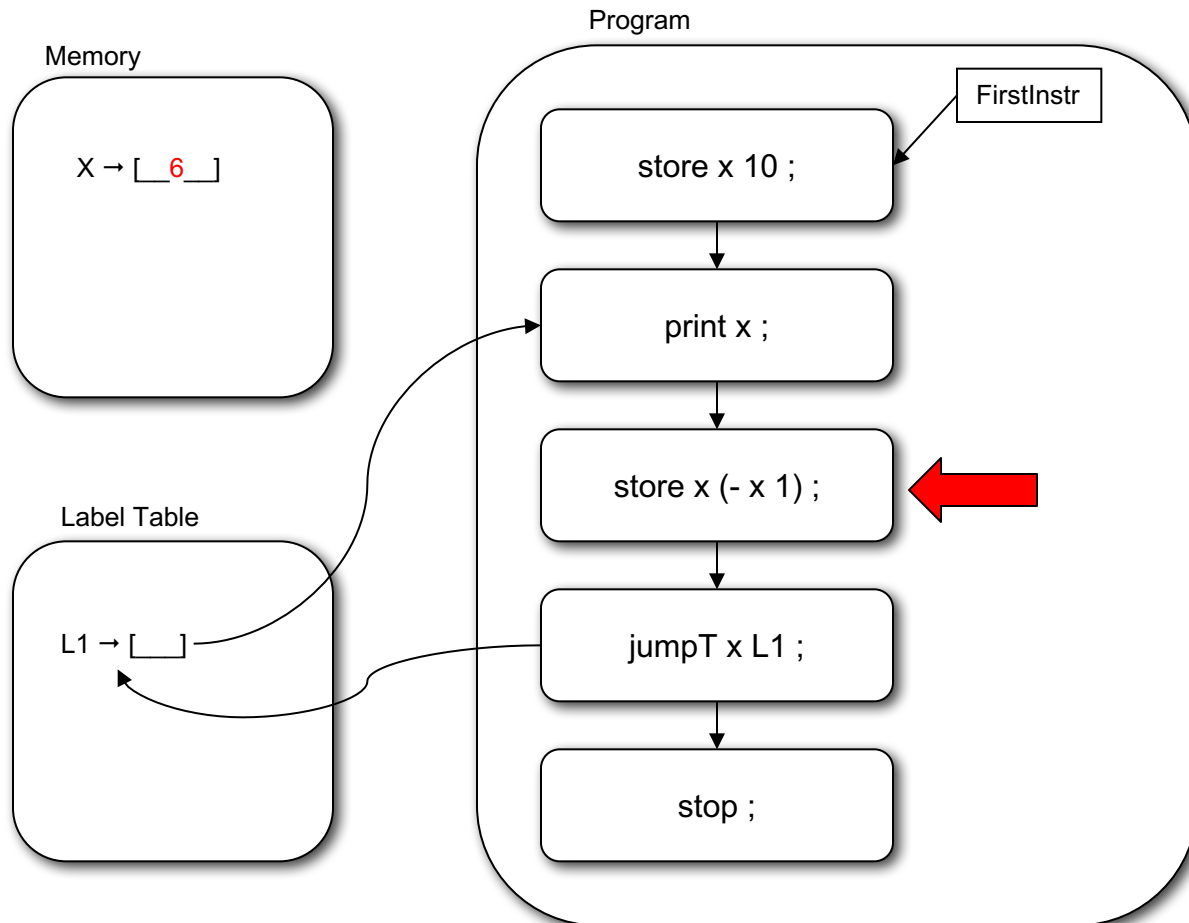 Program
Memory
FirstInstr
X → [__6__]
store x 10 ;
print x ;
store x (- x 1) ;
Label Table
L1 → [___]
jumpT x L1 ;
stop ;